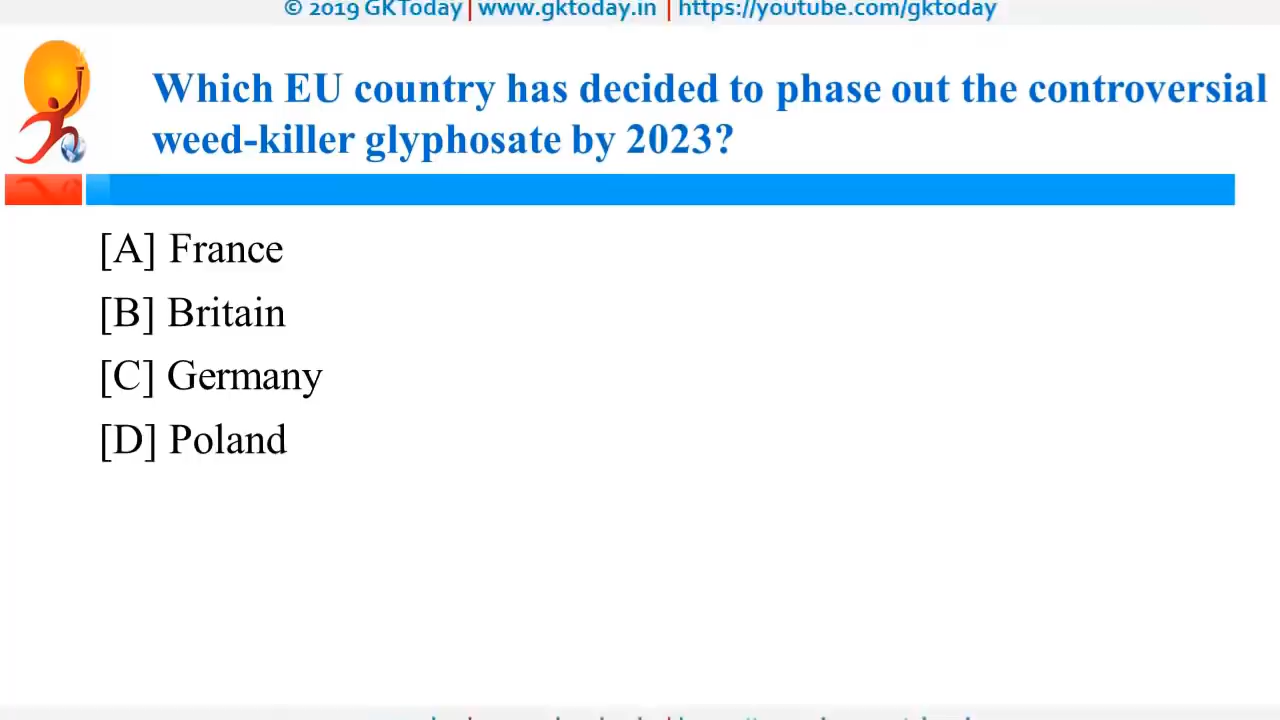 © 2019 GKToday | www.gktoday.in | https://youtube.com/gktoday
Which EU country has decided to phase out the controversial
weed-killer glyphosate by 2023?
[A] France
[B] Britain
[C] Germany
[D] Poland